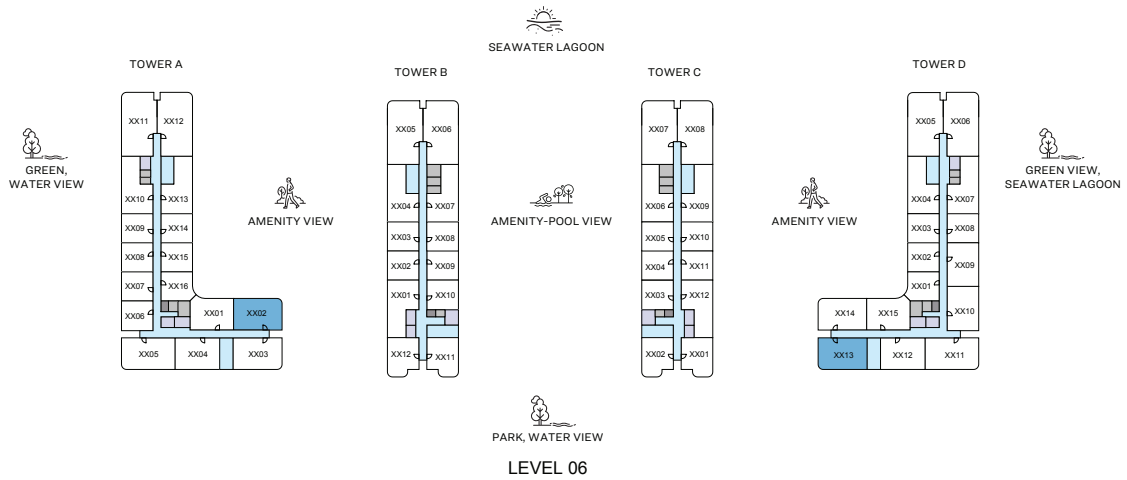 SEAWATER LAGOON
TOWER A
TOWER B
TOWER C
TOWER D
XX11 XX12
XX10 XX13
XX09 XX14
XX08 XX15
XX07 XX16
XX06
XX01 XX02
XX05 XX04 XX03
XX05 XX06
XX04 XX07
XX03 XX08
XX02 XX09
XX01 XX10
XX12 XX11
XX07 XX08
XX06 XX09
XX05 XX10
XX04 XX11
XX03 XX12
XX02 XX01
XX05 XX06
XX04 XX07
XX03 XX08
XX02 XX09
XX01
XX10
XX14 XX15
XX13 XX12 XX11
GREEN,
WATER VIEW
AMENITY VIEW
AMENITY-POOL VIEW
AMENITY VIEW
GREEN VIEW,
SEAWATER LAGOON
PARK, WATER VIEW
LEVEL 06